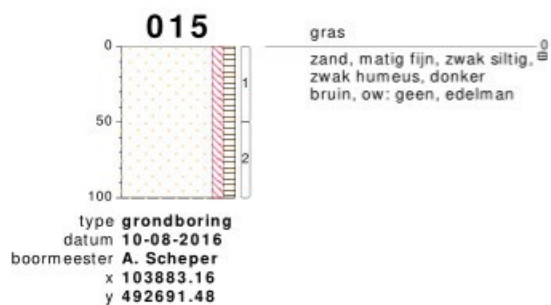 015
gras
0
0
zand, matig fijn, zwak siltig,
zwak humeus, donker
bruin, ow: geen, edelman
1
50
2
100
type grondboring
datum 10-08-2016
boormeester A. Scheper
x 103883.16
y 492691.48